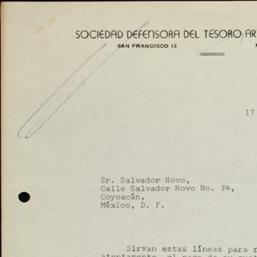 SOCIEDAD DEFENSORA DEL TESORO AR
SAN FRANCISCO 12
17
Sr. Salvador Novo,
Calle Salvador Novo No. 34,
Coyoacán,
México, D. F.
Sirvan estas líneas para r